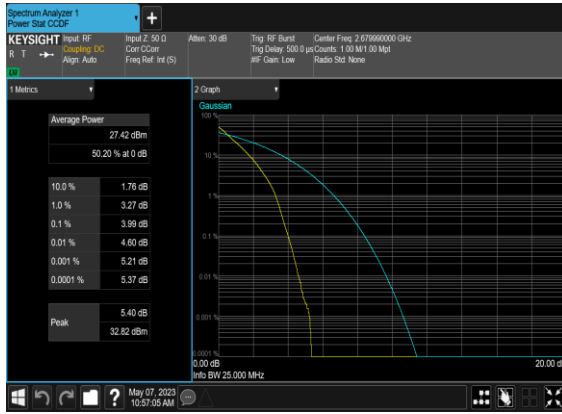 Spectrum Analyzer 1
Power Stat CCDF
KEYSIGHT
R T
LXI
Input: RF
Coupling: DC
Align: Auto
Input Z: 50 Ω
Corr CCorr
Freq Ref: Int (S)
Atten: 30 dB
Trig: RF Burst
Trig Delay: 500.0 µs
#IF Gain: Low
Center Freq: 2.679990000 GHz
Counts: 1.00 M/1.00 Mpt
Radio Std: None
1 Metrics
Average Power
27.42 dBm
50.20 % at 0 dB
10.0 % 1.76 dB
1.0 % 3.27 dB
0.1 % 3.99 dB
0.01 % 4.60 dB
0.001 % 5.21 dB
0.0001 % 5.37 dB
Peak
5.40 dB
32.82 dBm
2 Graph
Gaussian
100 %
10 %
1 %
0.1 %
0.01 %
0.001 %
0.0001 %
0.00 dB
20.00 d
Info BW 25.000 MHz
?
May 07, 2023
10:57:05 AM